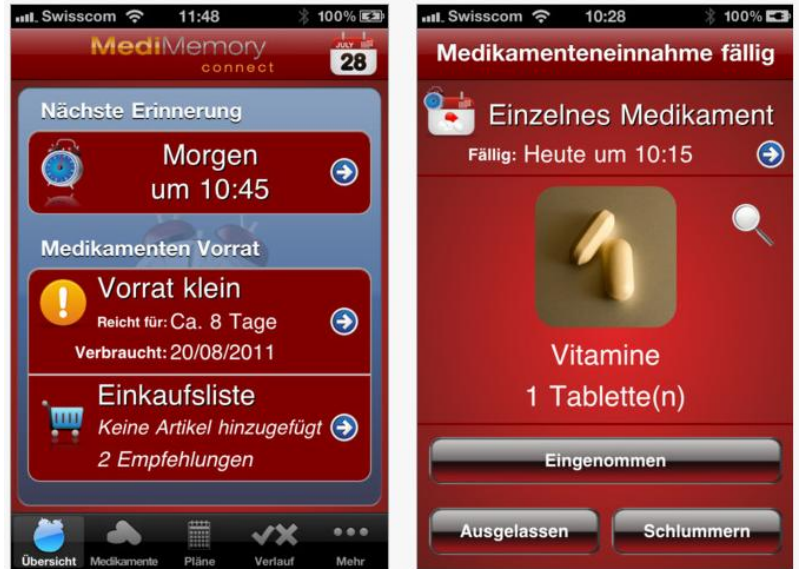 Swisscom 11:48 100%
MediMemory
connect
JULY
28
Nächste Erinnerung
Morgen
um 10:45
Medikamenten Vorrat
Vorrat klein
Reicht für: Ca. 8 Tage
Verbraucht: 20/08/2011
Einkaufsliste
Keine Artikel hinzugefügt
2 Empfehlungen
Übersicht Medikamente Pläne Verlauf Mehr
Swisscom 10:28 100%
Medikamenteneinnahme fällig
Einzelnes Medikament
Fällig: Heute um 10:15
Vitamine
1 Tablette(n)
Eingenommen
Ausgelassen Schlummern